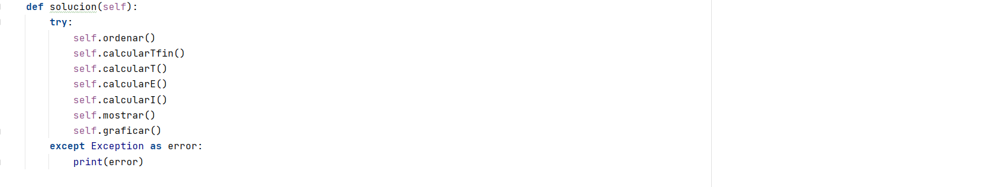 def solucion(self):
    try:
        self.ordenar()
        self.calcularTfin()
        self.calcularT()
        self.calcularE()
        self.calcularI()
        self.mostrar()
        self.graficar()
    except Exception as error:
        print(error)